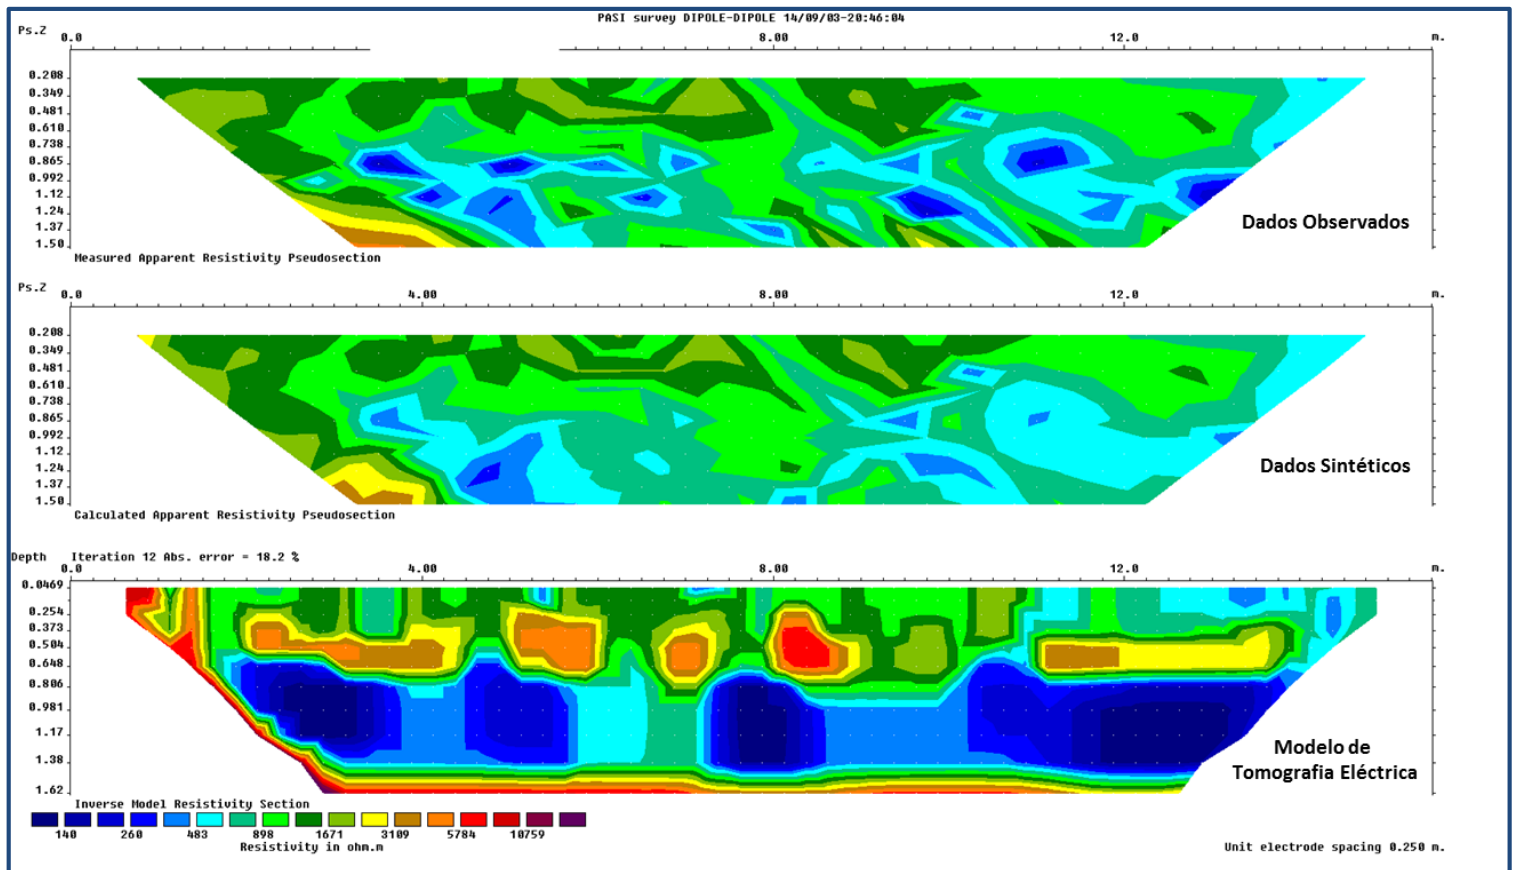 PASI survey DIPOLE-DIPOLE 14/09/03-20:46:04
Ps.Z 0.0 8.00 12.0 m.
0.208
0.349
0.481
0.610
0.738
0.865
0.992
1.12
1.24
1.37
1.50
Dados Observados
Measured Apparent Resistivity Pseudosection
Ps.Z 0.0 4.00 8.00 12.0 m.
0.208
0.349
0.481
0.610
0.738
0.865
0.992
1.12
1.24
1.37
1.50
Dados Sintéticos
Calculated Apparent Resistivity Pseudosection
Depth Iteration 12 Abs. error = 18.2 %
0.0 4.00 8.00 12.0 m.
0.0469
0.254
0.373
0.504
0.648
0.806
0.981
1.17
1.38
1.62
Modelo de
Tomografia Eléctrica
Inverse Model Resistivity Section
140 260 483 898 1671 3109 5784 10759
Resistivity in ohm.m
Unit electrode spacing 0.250 m.